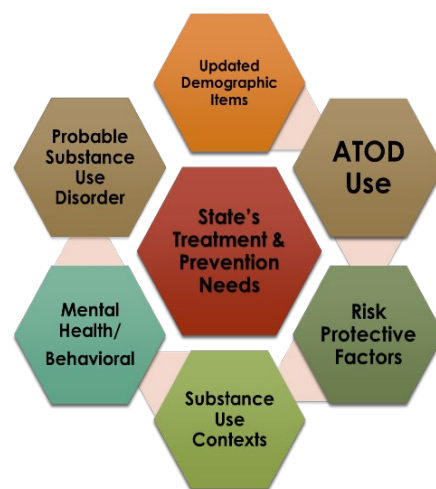 Updated
Demographic
Items
Probable
Substance
Use
Disorder
ATOD
Use
State's
Treatment &
Prevention
Needs
Mental
Health/
Behavioral
Risk
Protective
Factors
Substance
Use
Contexts